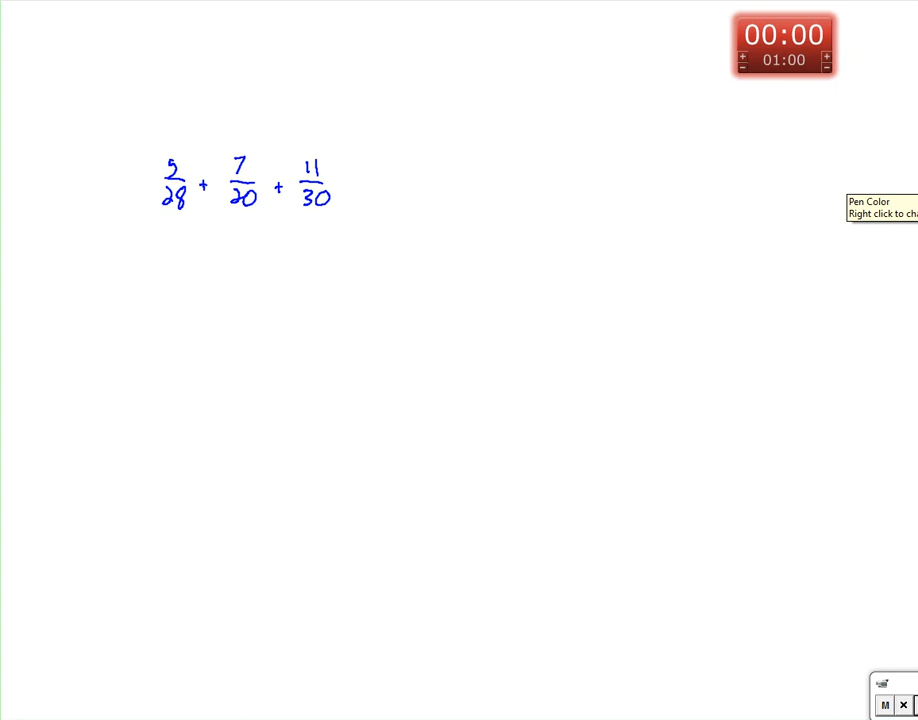 00:00
01:00
5/28 + 7/20 + 11/30
Pen Color
Right click to ch
M